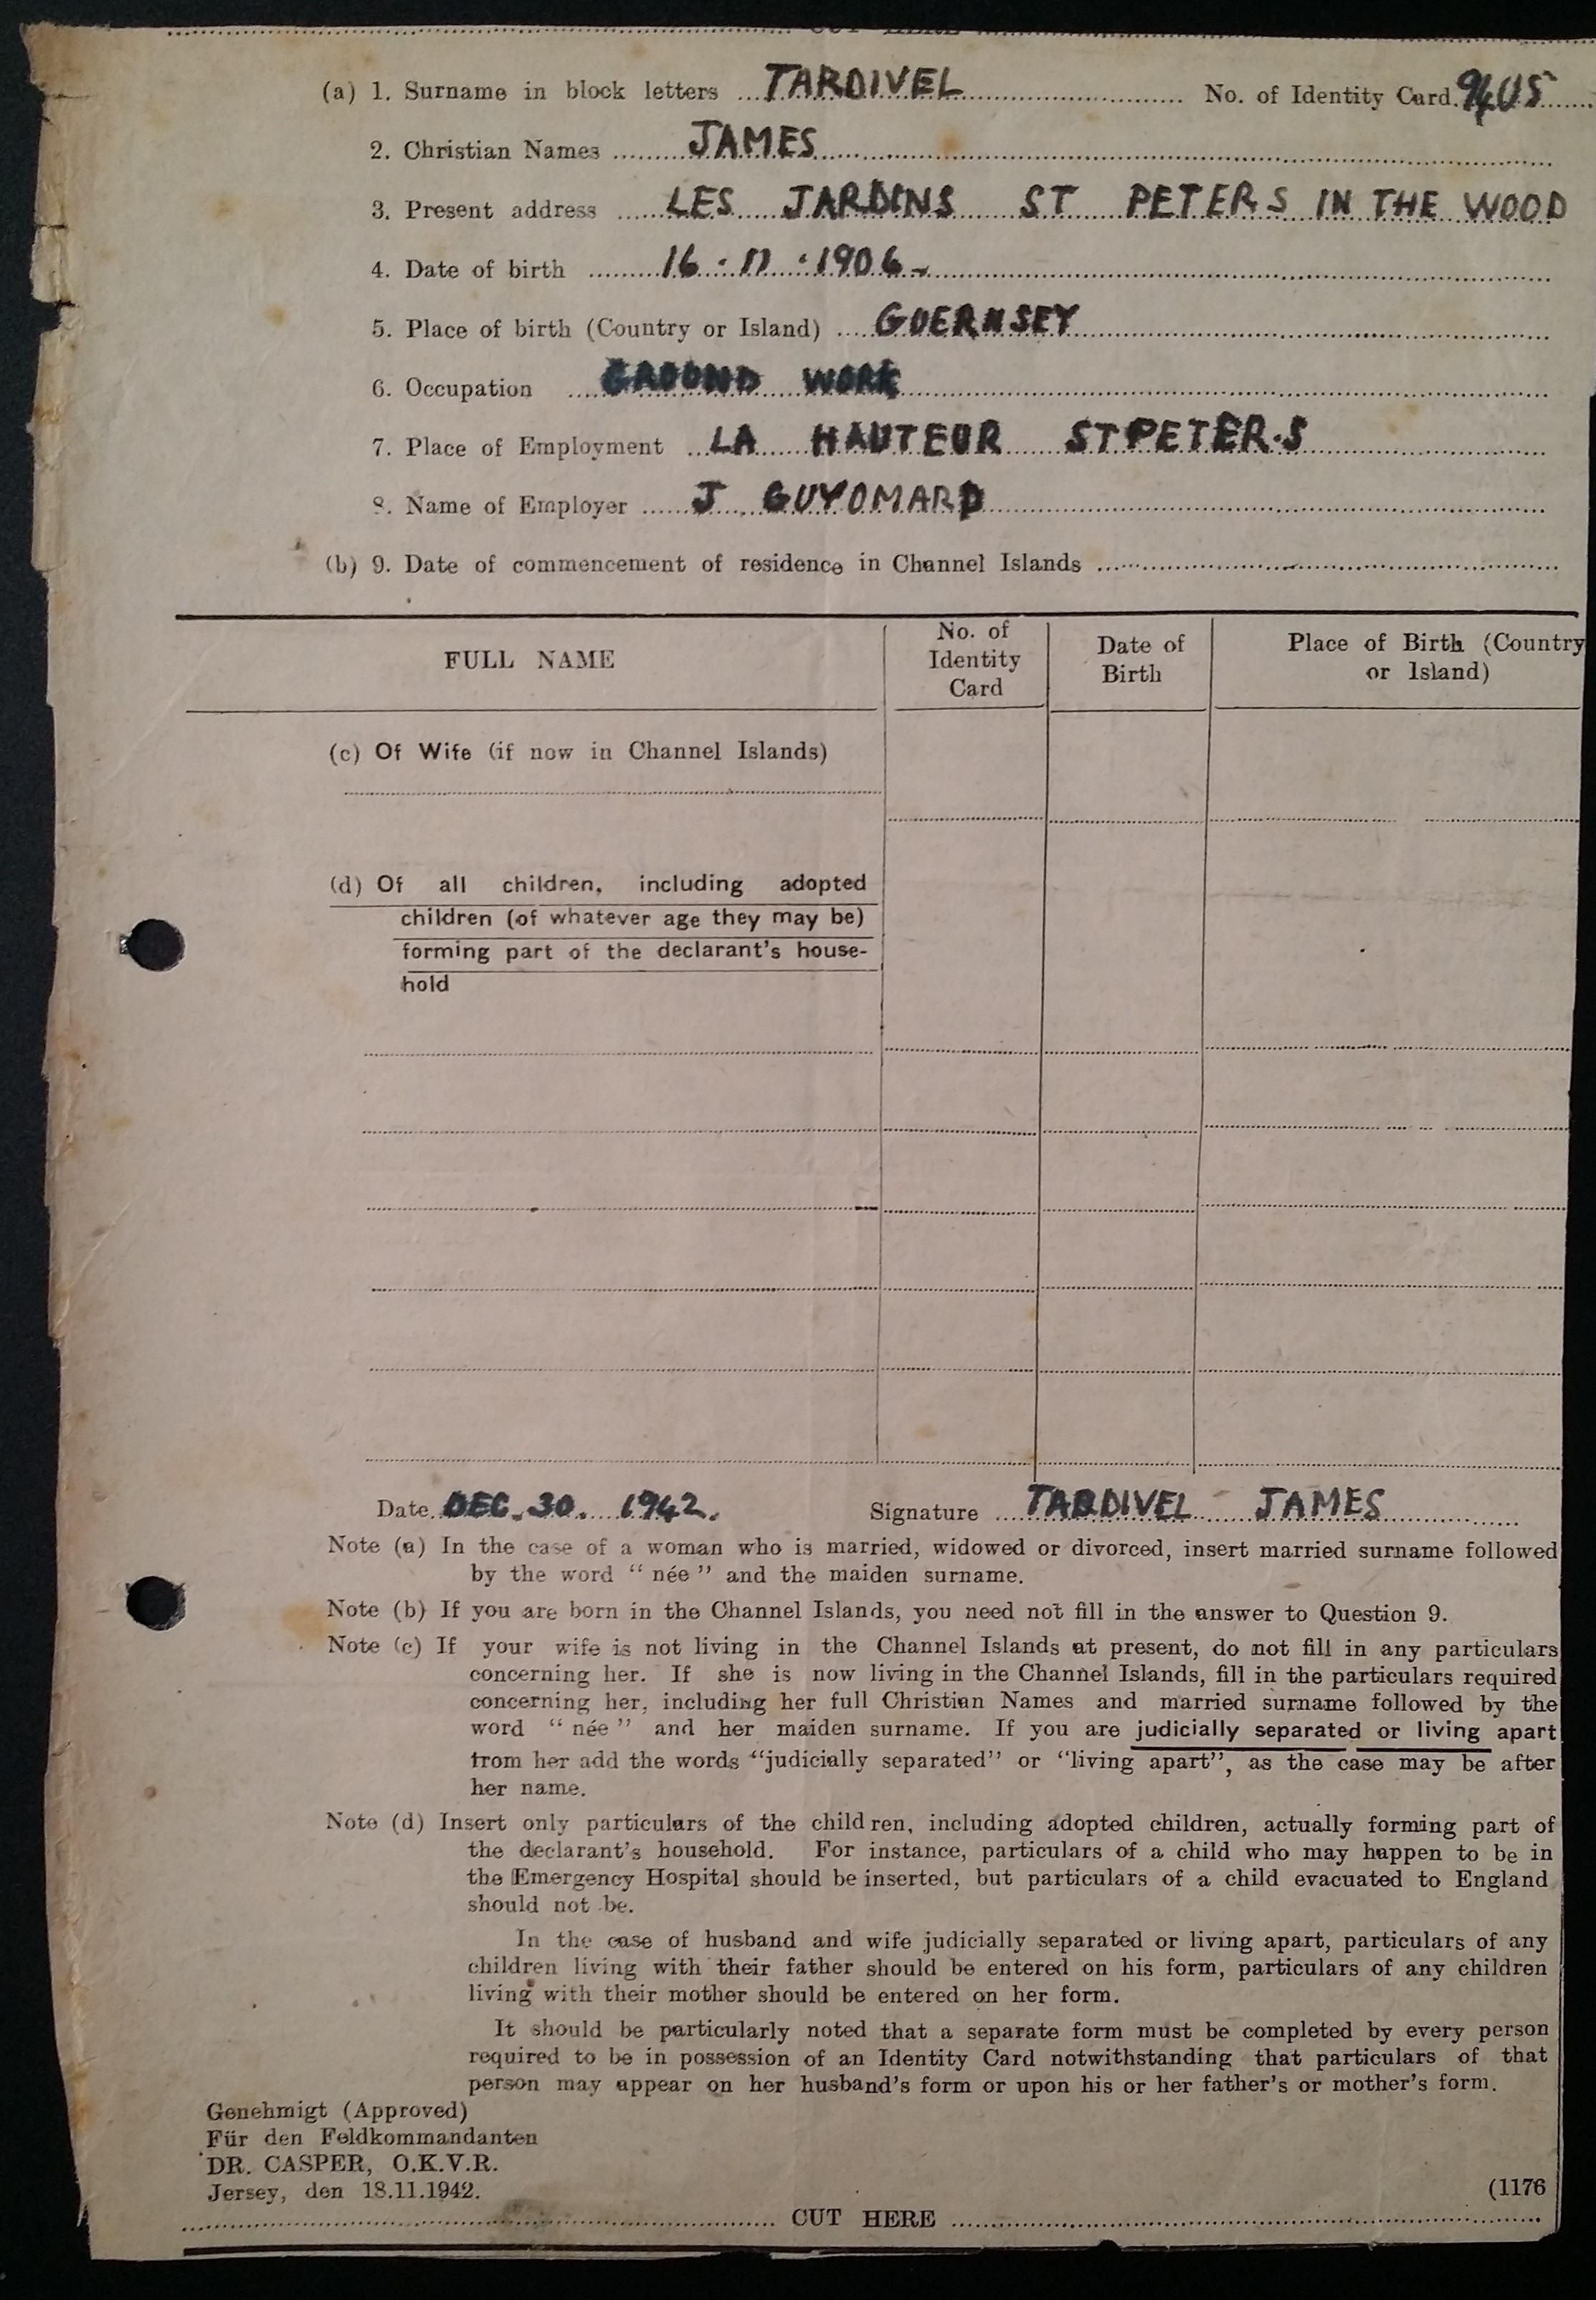 CUT HERE
(a) 1. Surname in block letters TARDIVEL No. of Identity Card. 9405
2. Christian Names JAMES
3. Present address LES JARDINS ST PETERS IN THE WOOD
4. Date of birth 16 · 11 · 1906
5. Place of birth (Country or Island) GUERNSEY
6. Occupation GROUND WORK
7. Place of Employment LA HAUTEUR ST PETER.S
8. Name of Employer J GUYOMARD
(b) 9. Date of commencement of residence in Channel Islands
FULL NAME
No. of
Identity
Card
Date of
Birth
Place of Birth (Country
or Island)
(c) Of Wife (if now in Channel Islands)
(d) Of all children, including adopted
children (of whatever age they may be)
forming part of the declarant's house-
hold
Date DEC. 30. 1942. Signature TARDIVEL JAMES
Note (a) In the case of a woman who is married, widowed or divorced, insert married surname followed
by the word “ née ” and the maiden surname.
Note (b) If you are born in the Channel Islands, you need not fill in the answer to Question 9.
Note (c) If your wife is not living in the Channel Islands at present, do not fill in any particulars
concerning her. If she is now living in the Channel Islands, fill in the particulars required
concerning her, including her full Christian Names and married surname followed by the
word “ née ” and her maiden surname. If you are judicially separated or living apart
from her add the words “judicially separated” or “living apart”, as the case may be after
her name.
Note (d) Insert only particulars of the children, including adopted children, actually forming part of
the declarant's household. For instance, particulars of a child who may happen to be in
the Emergency Hospital should be inserted, but particulars of a child evacuated to England
should not be.
In the case of husband and wife judicially separated or living apart, particulars of any
children living with their father should be entered on his form, particulars of any children
living with their mother should be entered on her form.
It should be particularly noted that a separate form must be completed by every person
required to be in possession of an Identity Card notwithstanding that particulars of that
person may appear on her husband's form or upon his or her father's or mother's form.
Genehmigt (Approved)
Für den Feldkommandanten
DR. CASPER, O.K.V.R.
Jersey, den 18.11.1942.
(1176
CUT HERE